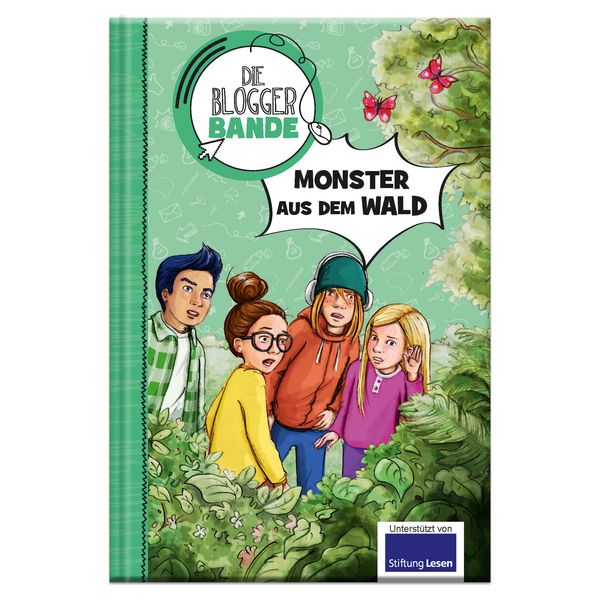 DIE
BLOGGER
BANDE
MONSTER
AUS DEM WALD
Unterstützt von
Stiftung Lesen